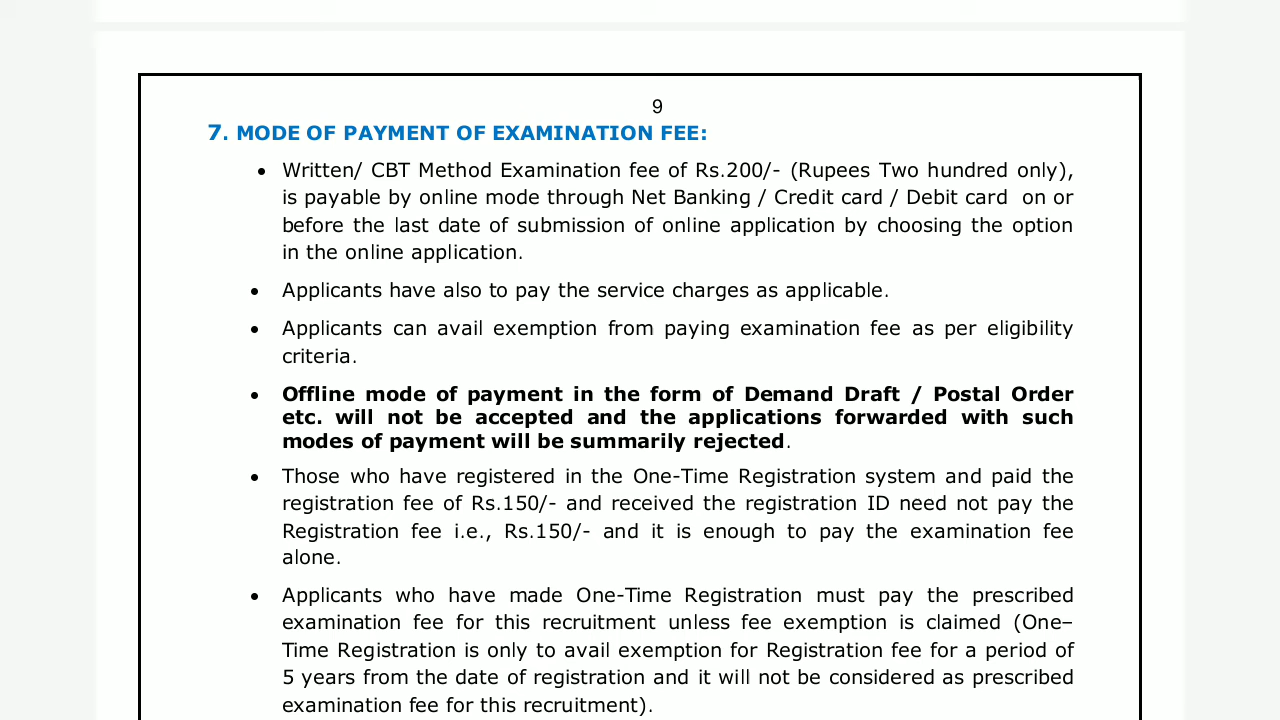 9
7. MODE OF PAYMENT OF EXAMINATION FEE:
• Written/ CBT Method Examination fee of Rs.200/- (Rupees Two hundred only),
is payable by online mode through Net Banking / Credit card / Debit card on or
before the last date of submission of online application by choosing the option
in the online application.
• Applicants have also to pay the service charges as applicable.
• Applicants can avail exemption from paying examination fee as per eligibility
criteria.
• Offline mode of payment in the form of Demand Draft / Postal Order
etc. will not be accepted and the applications forwarded with such
modes of payment will be summarily rejected.
• Those who have registered in the One-Time Registration system and paid the
registration fee of Rs.150/- and received the registration ID need not pay the
Registration fee i.e., Rs.150/- and it is enough to pay the examination fee
alone.
• Applicants who have made One-Time Registration must pay the prescribed
examination fee for this recruitment unless fee exemption is claimed (One–
Time Registration is only to avail exemption for Registration fee for a period of
5 years from the date of registration and it will not be considered as prescribed
examination fee for this recruitment).